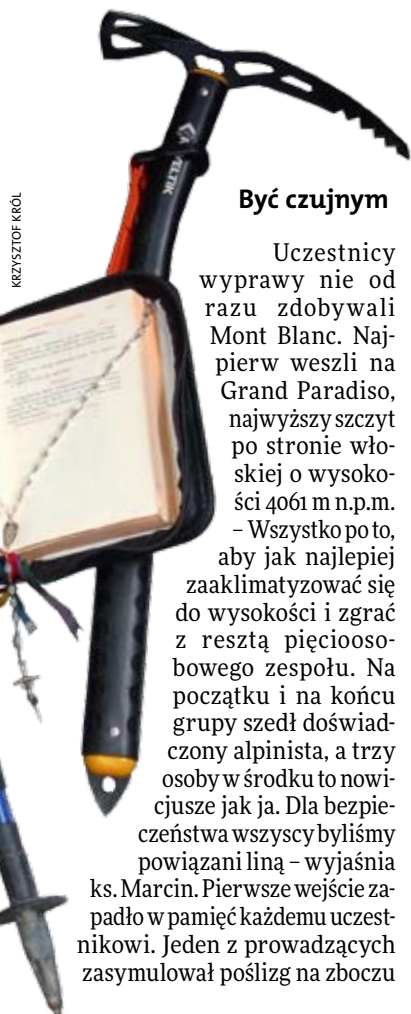 KRZYSZTOF KRÓL
Być czujnym
Uczestnicy
wyprawy nie od
razu zdobywali
Mont Blanc. Naj-
pierw weszli na
Grand Paradiso,
najwyższy szczyt
po stronie wło-
skiej o wysoko-
ści 4061 m n.p.m.
– Wszystko po to,
aby jak najlepiej
zaaklimatyzować się
do wysokości i zgrać
z resztą pięciooso-
bowego zespołu. Na
początku i na końcu
grupy szedł doświad-
czony alpinista, a trzy
osoby w środku to nowi-
cjusze jak ja. Dla bezpie-
czeństwa wszyscy byliśmy
powiązani liną – wyjaśnia
ks. Marcin. Pierwsze wejście za-
padło w pamięć każdemu uczest-
nikowi. Jeden z prowadzących
zasymulował poślizg na zboczu